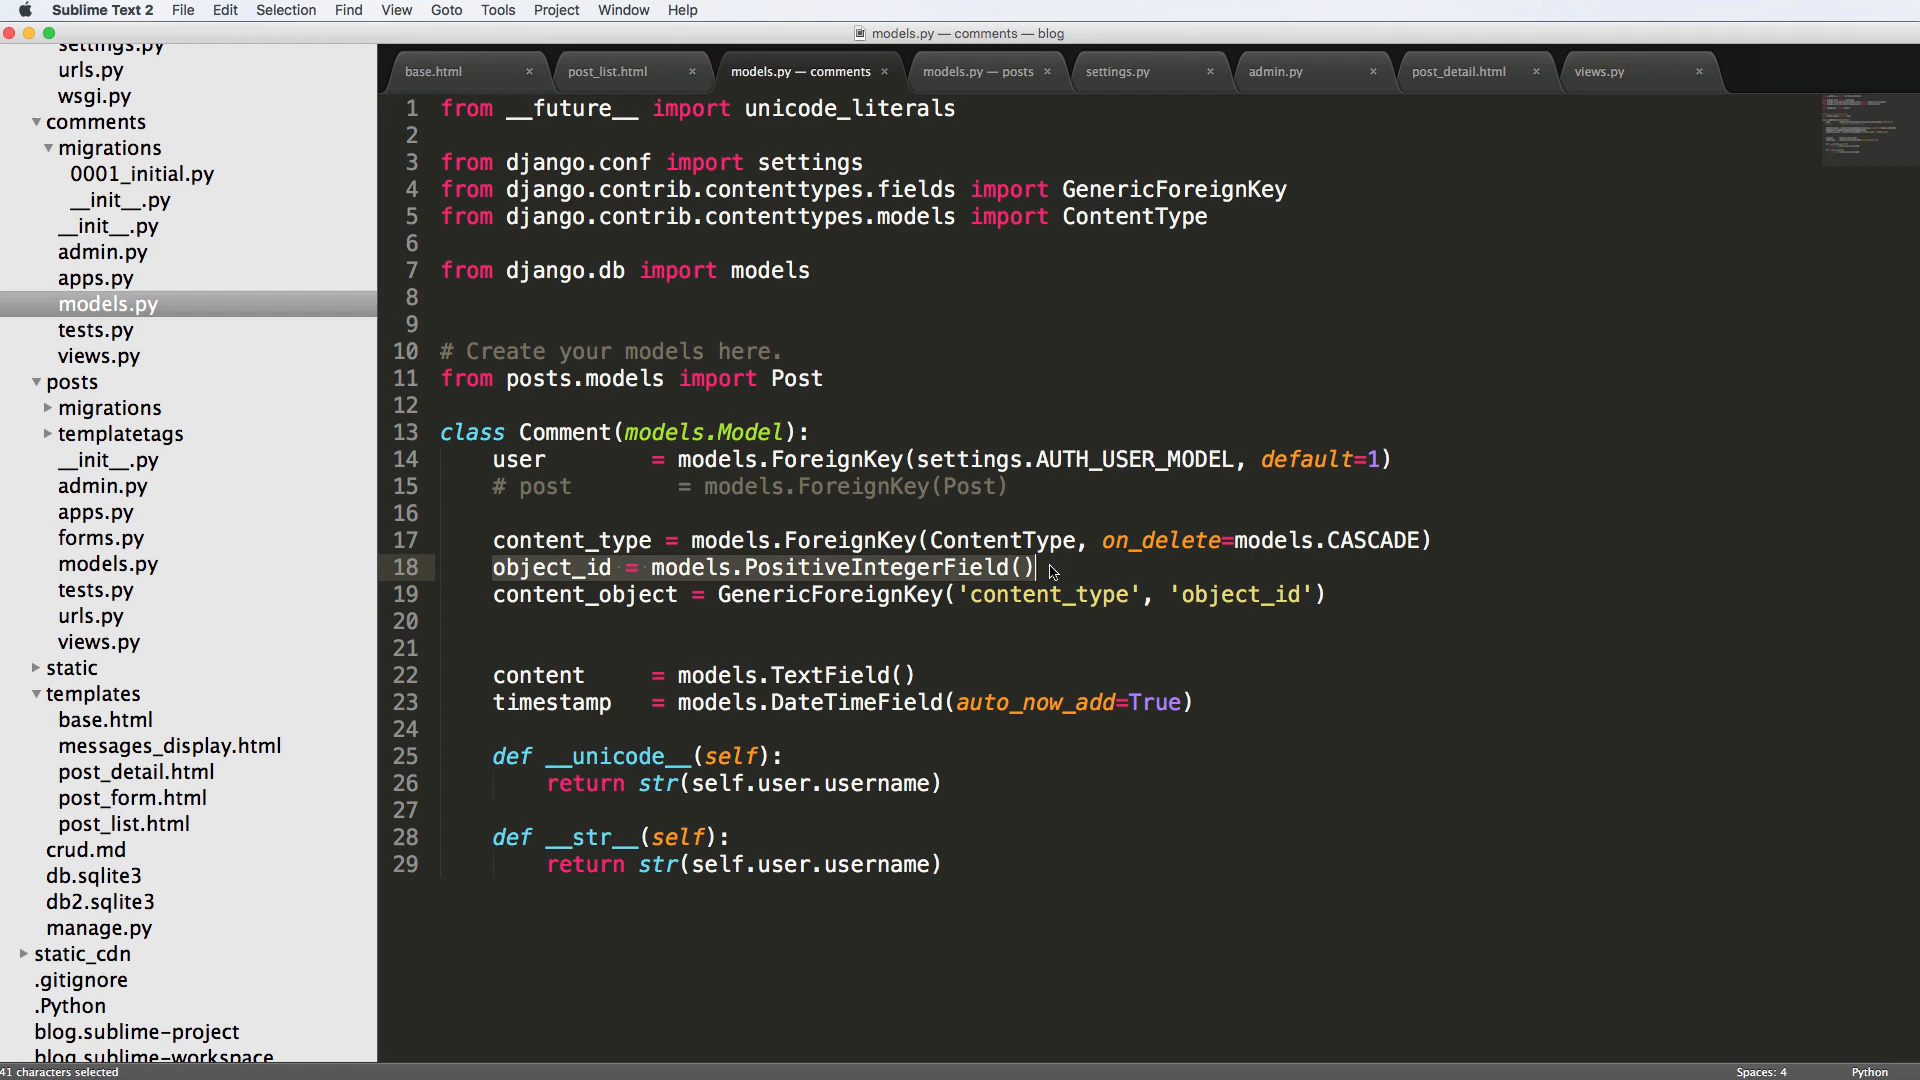 Sublime Text 2 File Edit Selection Find View Goto Tools Project Window Help
models.py — comments — blog
settings.py
urls.py
wsgi.py
comments
migrations
0001_initial.py
__init__.py
__init__.py
admin.py
apps.py
models.py
tests.py
views.py
posts
migrations
templatetags
__init__.py
admin.py
apps.py
forms.py
models.py
tests.py
urls.py
views.py
static
templates
base.html
messages_display.html
post_detail.html
post_form.html
post_list.html
crud.md
db.sqlite3
db2.sqlite3
manage.py
static_cdn
.gitignore
.Python
blog.sublime-project
blog.sublime-workspace
base.html × post_list.html × models.py — comments × models.py — posts × settings.py × admin.py × post_detail.html × views.py ×
1 from __future__ import unicode_literals
2
3 from django.conf import settings
4 from django.contrib.contenttypes.fields import GenericForeignKey
5 from django.contrib.contenttypes.models import ContentType
6
7 from django.db import models
8
9
10 # Create your models here.
11 from posts.models import Post
12
13 class Comment(models.Model):
14 user = models.ForeignKey(settings.AUTH_USER_MODEL, default=1)
15 # post = models.ForeignKey(Post)
16
17 content_type = models.ForeignKey(ContentType, on_delete=models.CASCADE)
18 object_id = models.PositiveIntegerField()
19 content_object = GenericForeignKey('content_type', 'object_id')
20
21
22 content = models.TextField()
23 timestamp = models.DateTimeField(auto_now_add=True)
24
25 def __unicode__(self):
26 return str(self.user.username)
27
28 def __str__(self):
29 return str(self.user.username)
41 characters selected Spaces: 4 Python